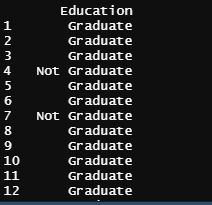 Education
1 Graduate
2 Graduate
3 Graduate
4 Not Graduate
5 Graduate
6 Graduate
7 Not Graduate
8 Graduate
9 Graduate
10 Graduate
11 Graduate
12 Graduate